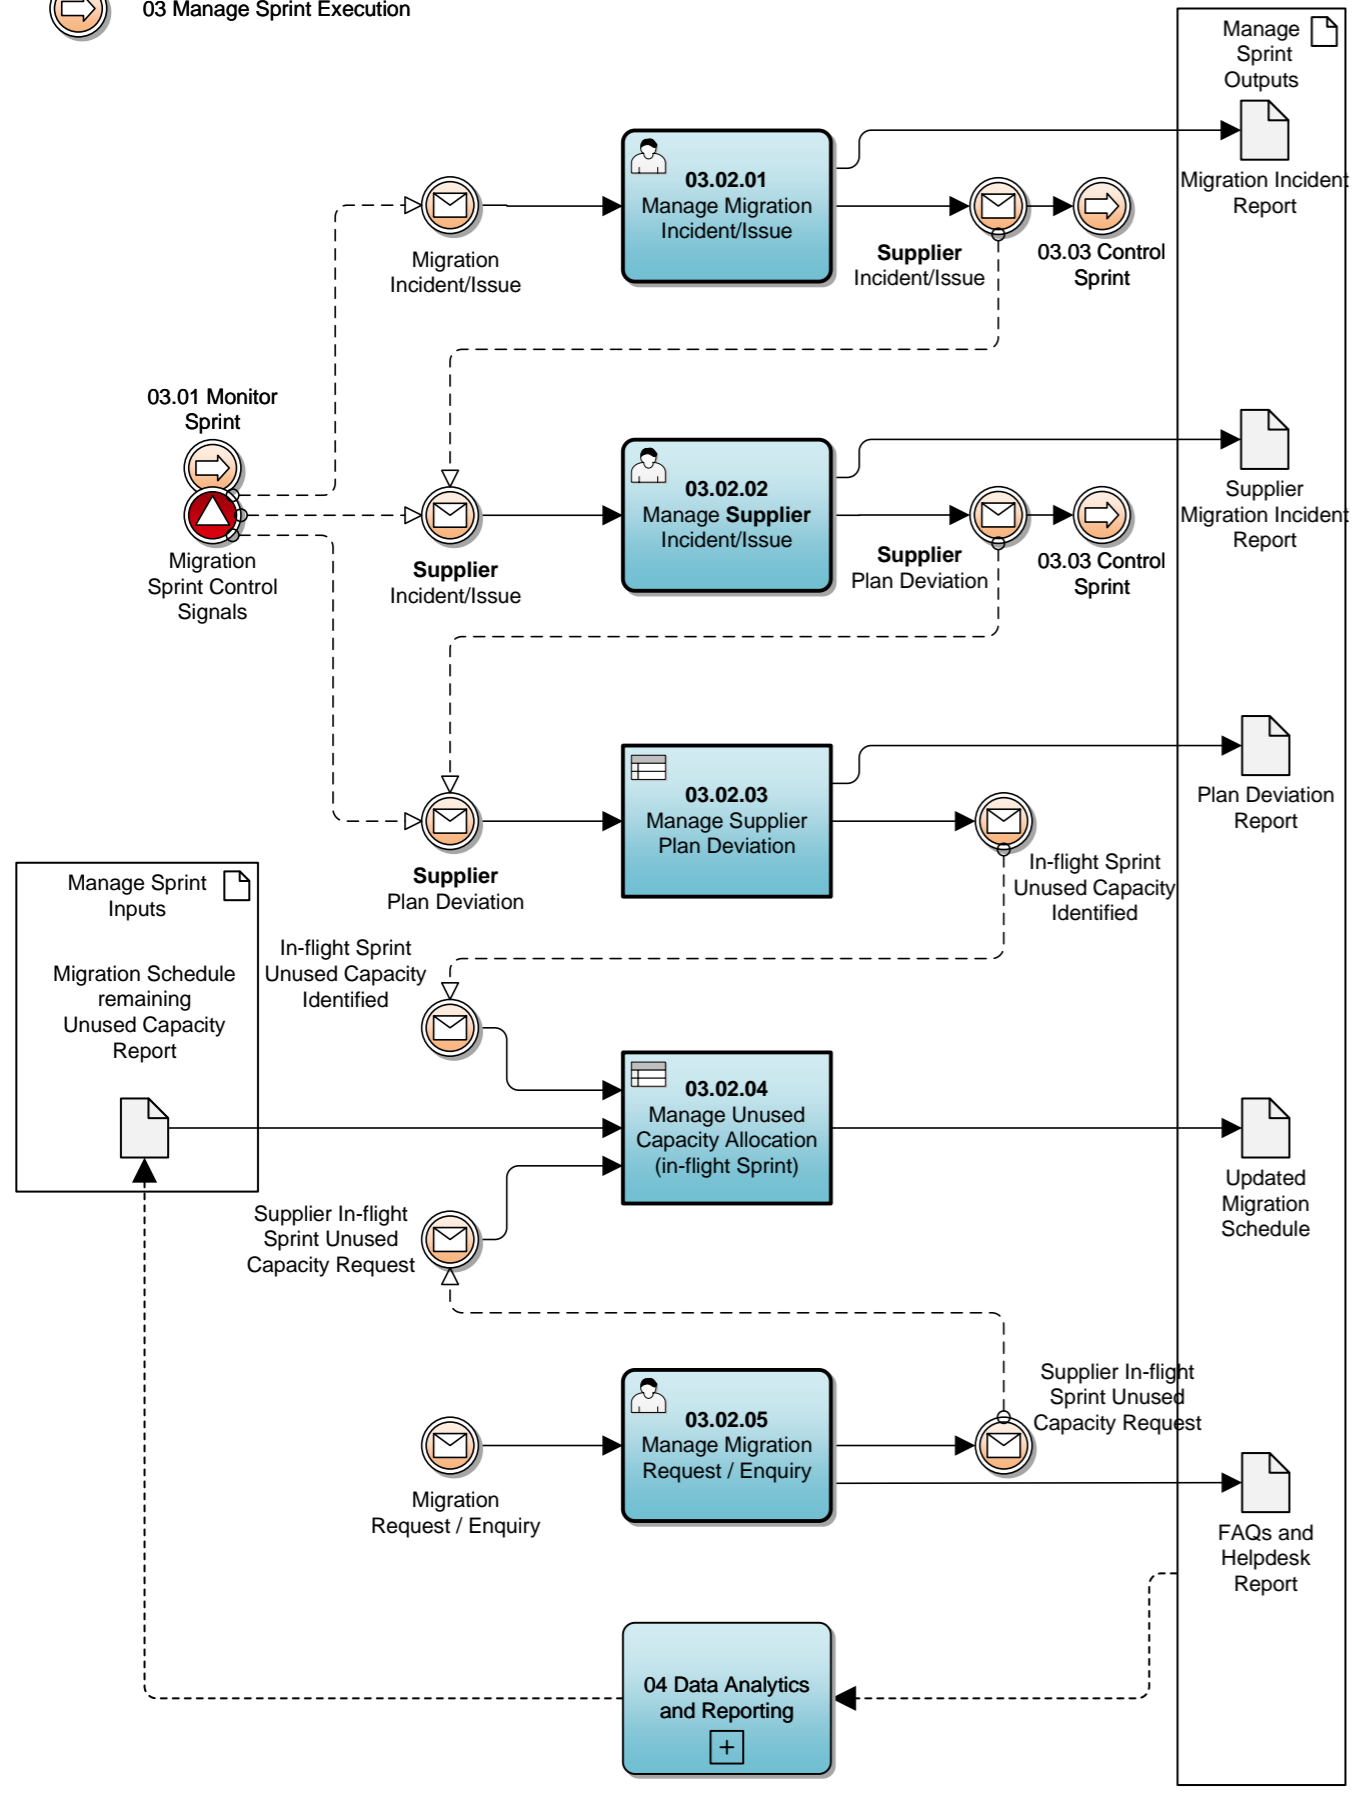 03 Manage Sprint Execution
Manage
Sprint
Outputs
03.02.01
Manage Migration
Incident/Issue
Migration Incident
Report
Migration
Incident/Issue
Supplier
Incident/Issue
03.03 Control
Sprint
03.01 Monitor
Sprint
Migration
Sprint Control
Signals
Supplier
Incident/Issue
03.02.02
Manage Supplier
Incident/Issue
Supplier
Plan Deviation
03.03 Control
Sprint
Supplier
Migration Incident
Report
03.02.03
Manage Supplier
Plan Deviation
Plan Deviation
Report
Supplier
Plan Deviation
In-flight Sprint
Unused Capacity
Identified
Manage Sprint
Inputs
Migration Schedule
remaining
Unused Capacity
Report
In-flight Sprint
Unused Capacity
Identified
03.02.04
Manage Unused
Capacity Allocation
(in-flight Sprint)
Updated
Migration
Schedule
Supplier In-flight
Sprint Unused
Capacity Request
Supplier In-flight
Sprint Unused
Capacity Request
03.02.05
Manage Migration
Request / Enquiry
Migration
Request / Enquiry
FAQs and
Helpdesk
Report
04 Data Analytics
and Reporting